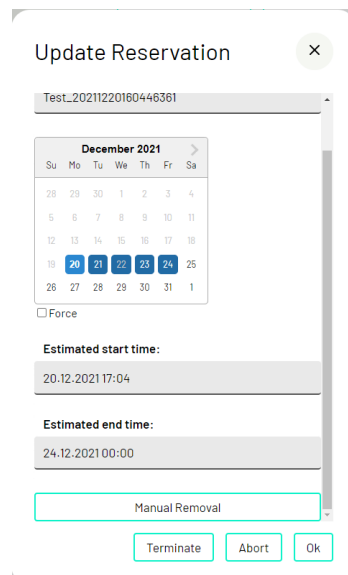 Update Reservation
×
Test_20211220160446361
December 2021 >
Su Mo Tu We Th Fr Sa
28 29 30 1 2 3 4
5 6 7 8 9 10 11
12 13 14 15 16 17 18
19 20 21 22 23 24 25
26 27 28 29 30 31 1
Force
Estimated start time:
20.12.2021 17:04
Estimated end time:
24.12.2021 00:00
Manual Removal
Terminate Abort Ok